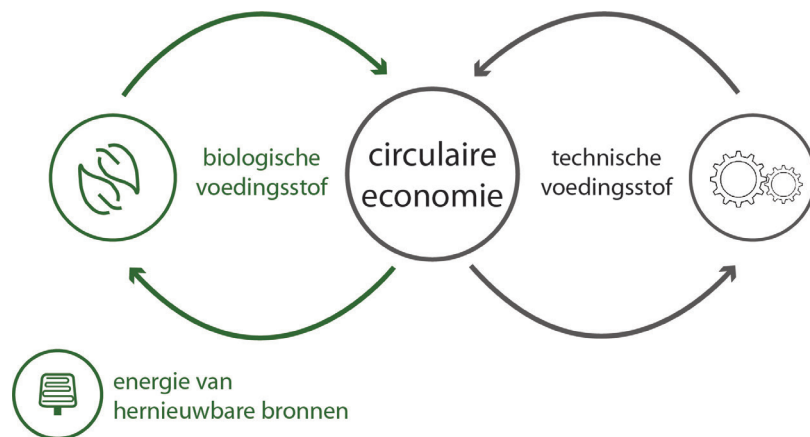 biologische
voedingsstof
circulaire
economie
technische
voedingsstof
energie van
hernieuwbare bronnen